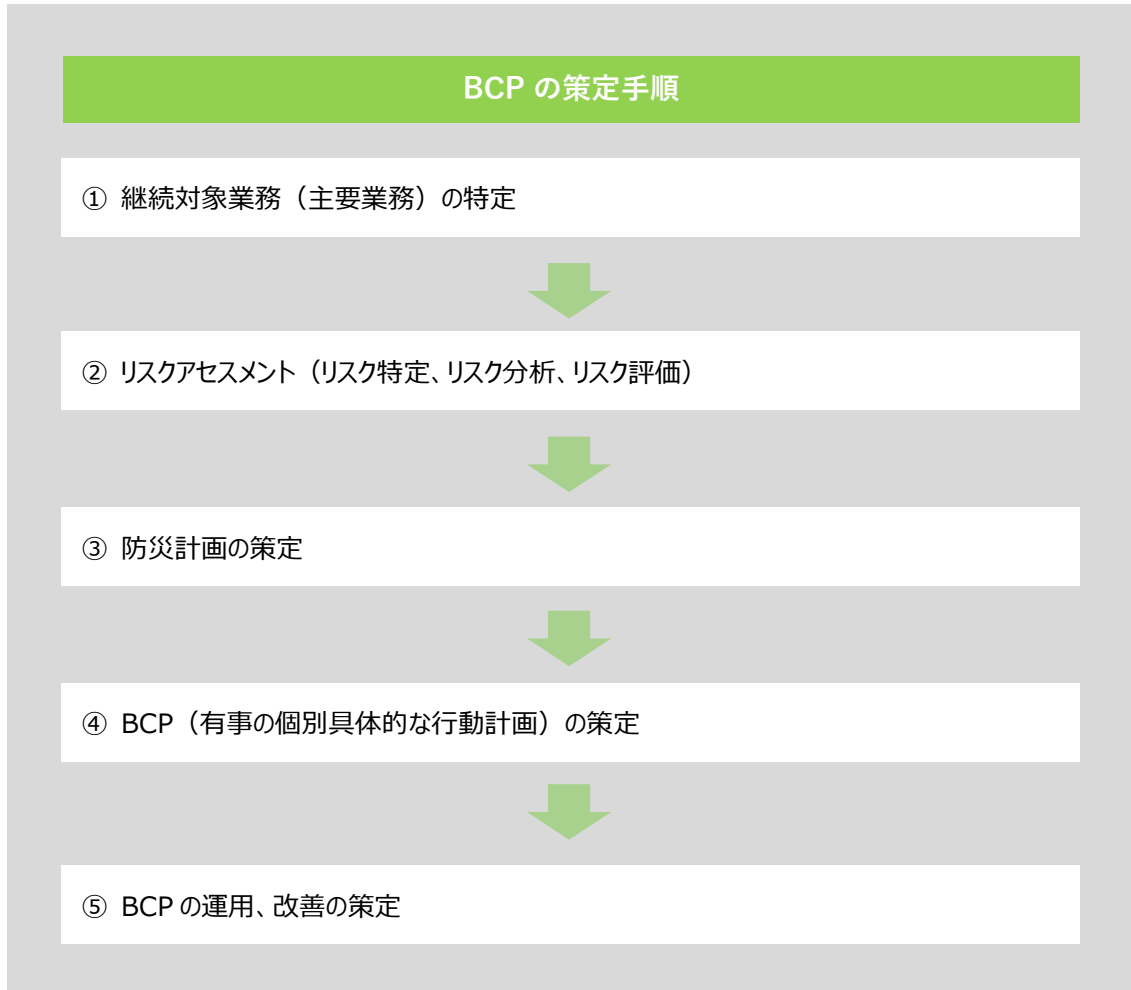 BCP の策定手順
① 継続対象業務（主要業務）の特定
② リスクアセスメント（リスク特定、リスク分析、リスク評価）
③ 防災計画の策定
④ BCP（有事の個別具体的な行動計画）の策定
⑤ BCP の運用、改善の策定